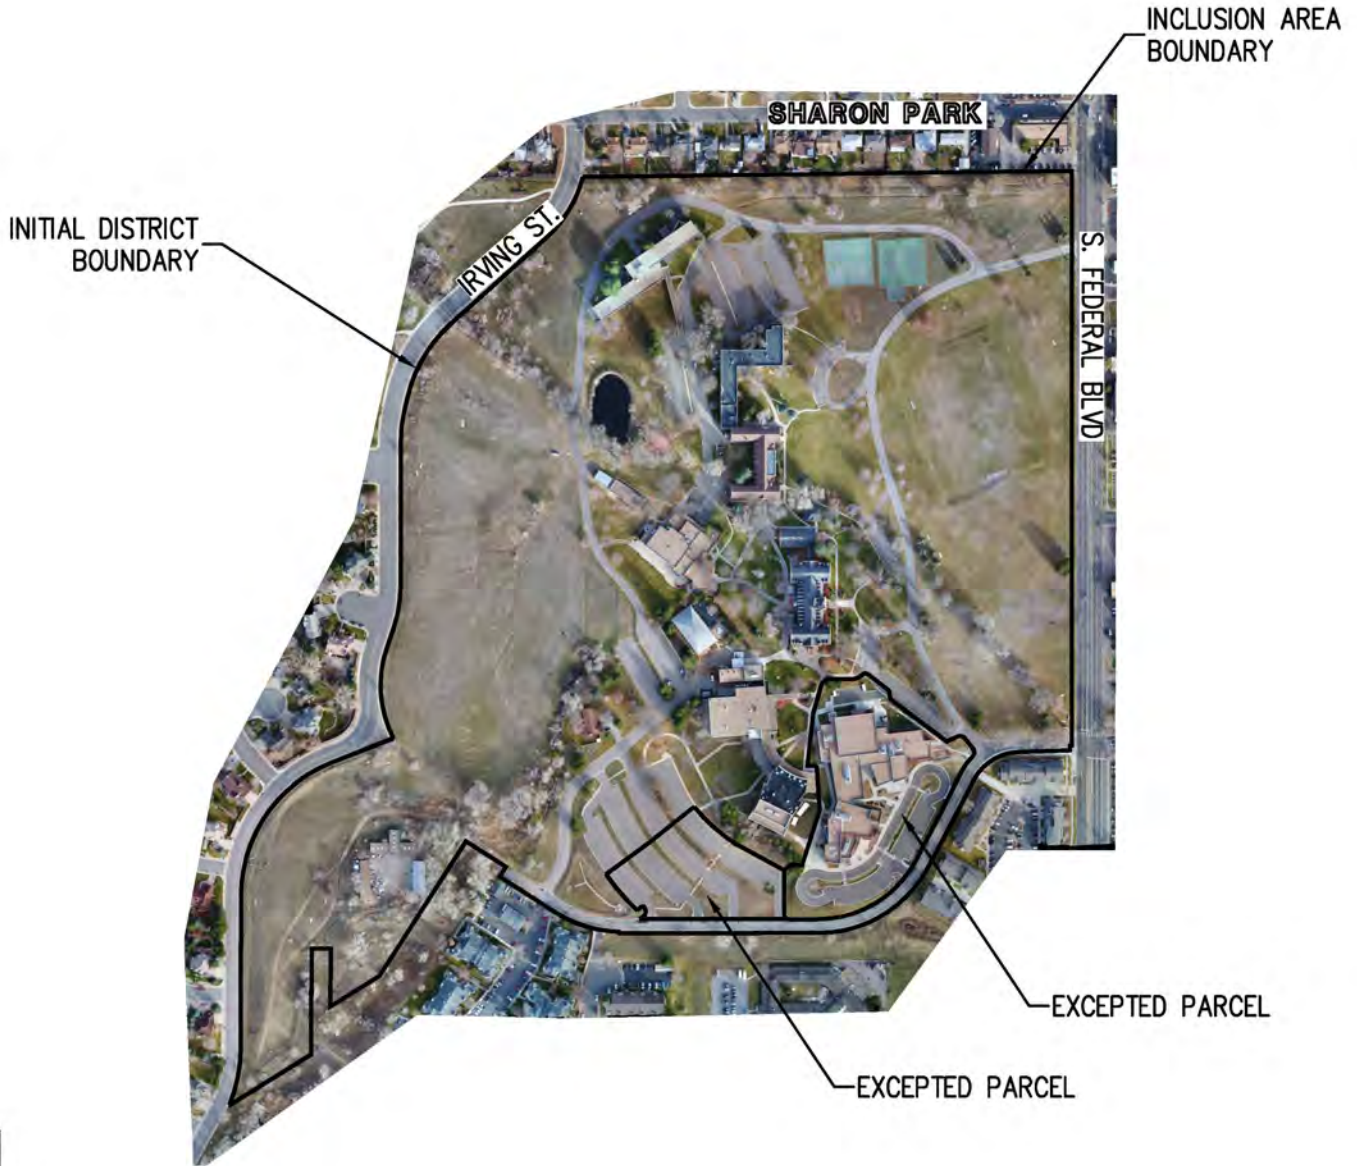 INCLUSION AREA
BOUNDARY
SHARON PARK
INITIAL DISTRICT
BOUNDARY
IRVING ST.
S. FEDERAL BLVD
EXCEPTED PARCEL
EXCEPTED PARCEL